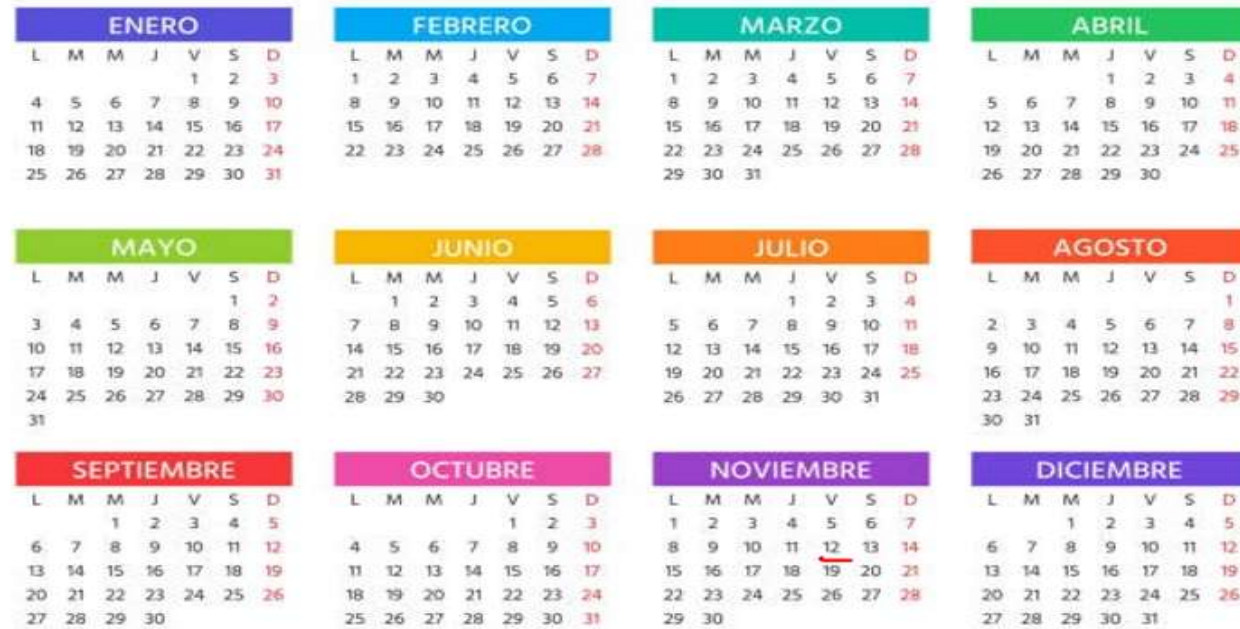 ENERO
L M M J V S D
1 2 3
4 5 6 7 8 9 10
11 12 13 14 15 16 17
18 19 20 21 22 23 24
25 26 27 28 29 30 31
FEBRERO
L M M J V S D
1 2 3 4 5 6 7
8 9 10 11 12 13 14
15 16 17 18 19 20 21
22 23 24 25 26 27 28
MARZO
L M M J V S D
1 2 3 4 5 6 7
8 9 10 11 12 13 14
15 16 17 18 19 20 21
22 23 24 25 26 27 28
29 30 31
ABRIL
L M M J V S D
1 2 3 4
5 6 7 8 9 10 11
12 13 14 15 16 17 18
19 20 21 22 23 24 25
26 27 28 29 30
MAYO
L M M J V S D
1 2
3 4 5 6 7 8 9
10 11 12 13 14 15 16
17 18 19 20 21 22 23
24 25 26 27 28 29 30
31
JUNIO
L M M J V S D
1 2 3 4 5 6
7 8 9 10 11 12 13
14 15 16 17 18 19 20
21 22 23 24 25 26 27
28 29 30
JULIO
L M M J V S D
1 2 3 4
5 6 7 8 9 10 11
12 13 14 15 16 17 18
19 20 21 22 23 24 25
26 27 28 29 30 31
AGOSTO
L M M J V S D
1
2 3 4 5 6 7 8
9 10 11 12 13 14 15
16 17 18 19 20 21 22
23 24 25 26 27 28 29
30 31
SEPTIEMBRE
L M M J V S D
1 2 3 4 5
6 7 8 9 10 11 12
13 14 15 16 17 18 19
20 21 22 23 24 25 26
27 28 29 30
OCTUBRE
L M M J V S D
1 2 3
4 5 6 7 8 9 10
11 12 13 14 15 16 17
18 19 20 21 22 23 24
25 26 27 28 29 30 31
NOVIEMBRE
L M M J V S D
1 2 3 4 5 6 7
8 9 10 11 12 13 14
15 16 17 18 19 20 21
22 23 24 25 26 27 28
29 30
DICIEMBRE
L M M J V S D
1 2 3 4 5
6 7 8 9 10 11 12
13 14 15 16 17 18 19
20 21 22 23 24 25 26
27 28 29 30 31